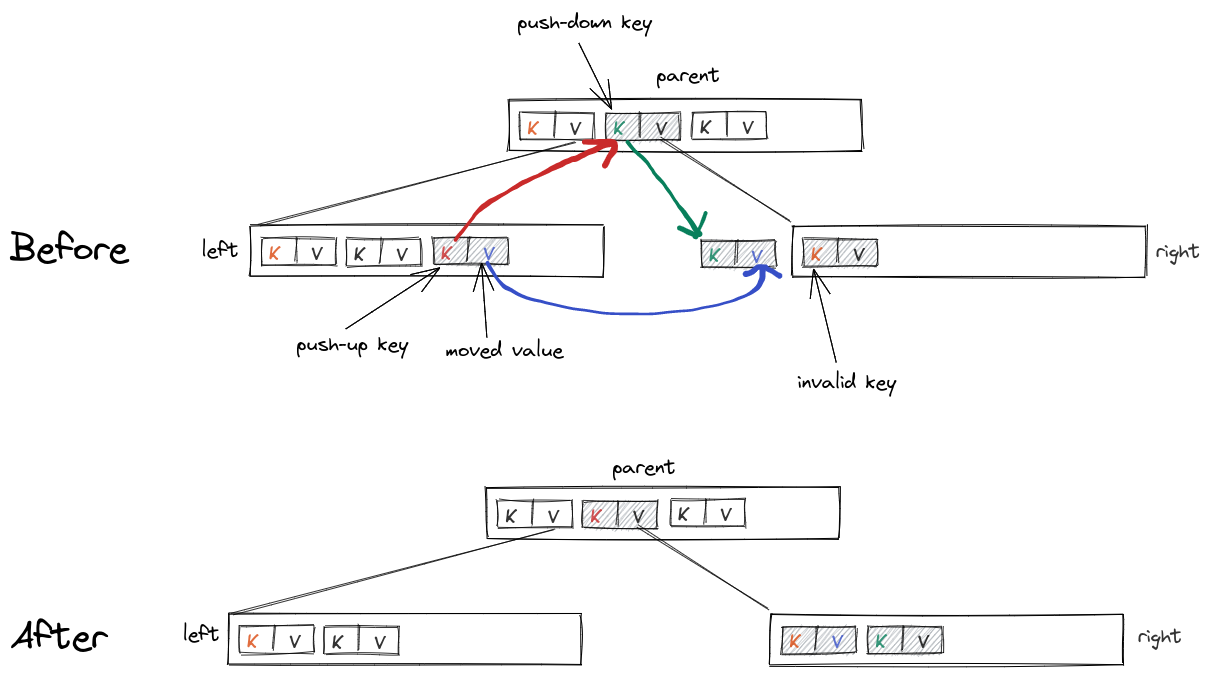 push-down key
parent
K V K V K V
Before
left K V K V K V K V K V right
push-up key
moved value
invalid key
parent
K V K V K V
After
left K V K V K V K V right